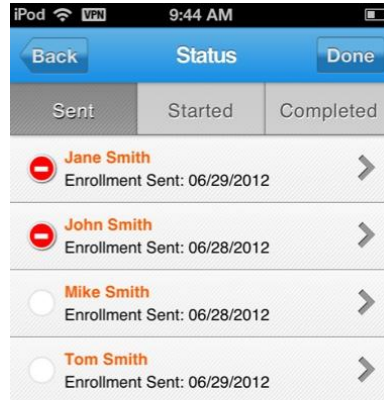 iPod VPN 9:44 AM
Back Status Done
Sent Started Completed
Jane Smith
Enrollment Sent: 06/29/2012
John Smith
Enrollment Sent: 06/28/2012
Mike Smith
Enrollment Sent: 06/28/2012
Tom Smith
Enrollment Sent: 06/29/2012